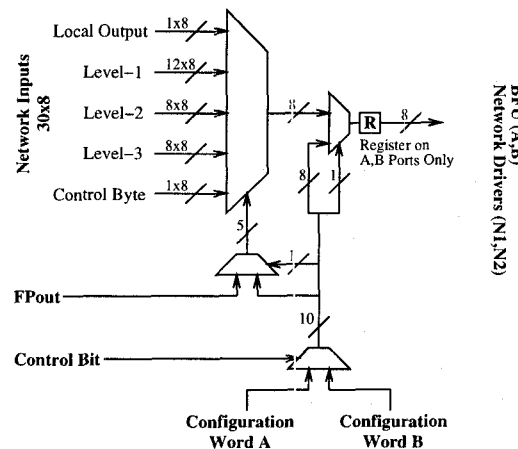 Network Inputs
30x8
Local Output
1x8
Level-1
12x8
Level-2
8x8
Level-3
8x8
Control Byte
1x8
8
R
8
Register on
A,B Ports Only
BFU (A,B)
Network Drivers (N1,N2)
8
1
5
1
FPout
10
Control Bit
Configuration
Word A
Configuration
Word B